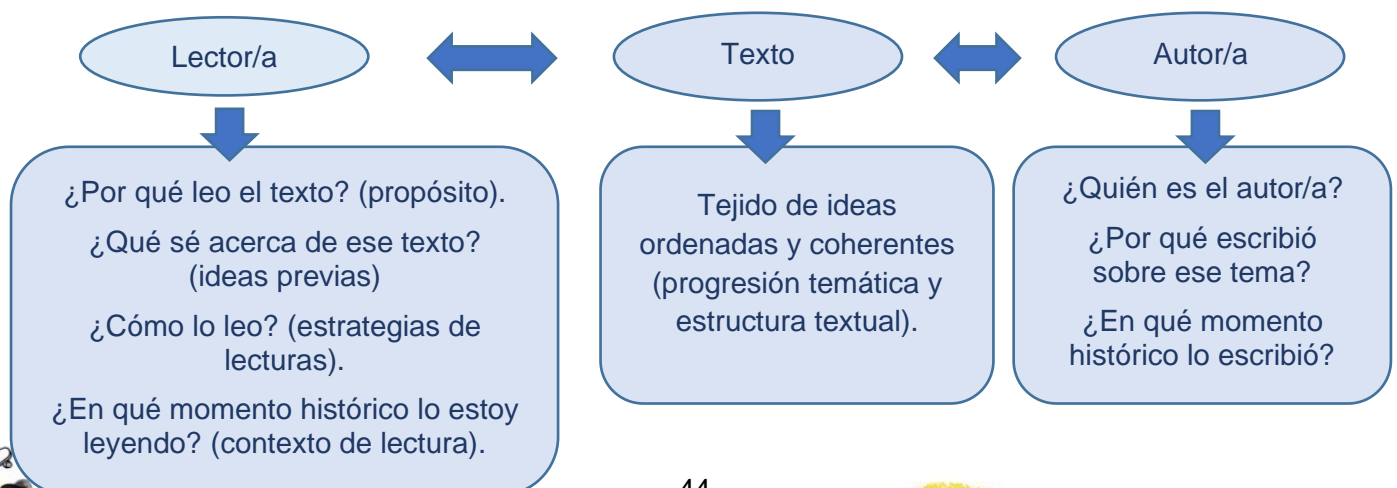 Lector/a
Texto
Autor/a
¿Por qué leo el texto? (propósito).
¿Qué sé acerca de ese texto?
(ideas previas)
¿Cómo lo leo? (estrategias de
lecturas).
¿En qué momento histórico lo estoy
leyendo? (contexto de lectura).
Tejido de ideas
ordenadas y coherentes
(progresión temática y
estructura textual).
¿Quién es el autor/a?
¿Por qué escribió
sobre ese tema?
¿En qué momento
histórico lo escribió?
44